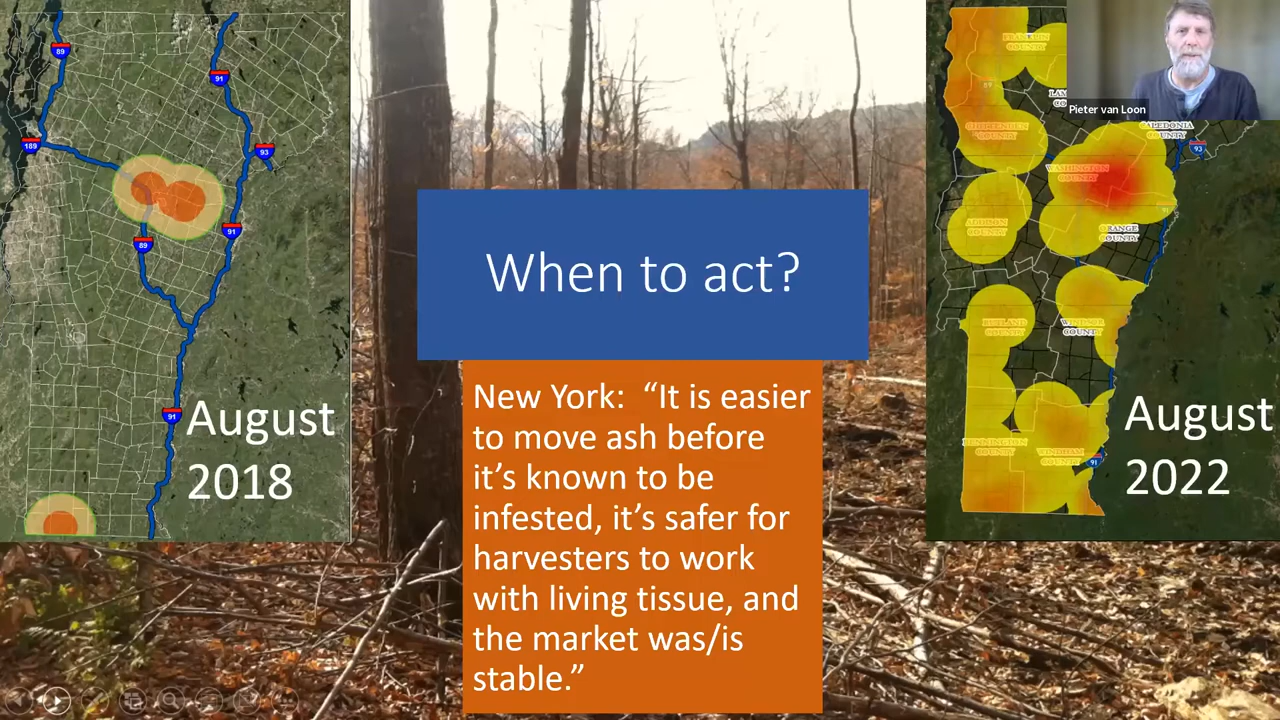 89
91
189
93
91
89
91
August
2018
When to act?
New York: “It is easier
to move ash before
it’s known to be
infested, it’s safer for
harvesters to work
with living tissue, and
the market was/is
stable.”
FRANKLIN
COUNTY
89
CHITTENDEN
COUNTY
CALEDONIA
COUNTY
93
WASHINGTON
COUNTY
91
ADDISON
COUNTY
ORANGE
COUNTY
RUTLAND
COUNTY
WINDSOR
COUNTY
BENNINGTON
COUNTY
WINDHAM
COUNTY
91
August
2022
Pieter van Loon